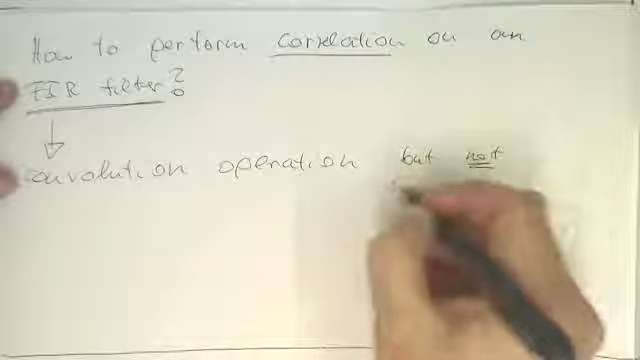 How to perform correlation on an
FIR filter?
convolution operation but not